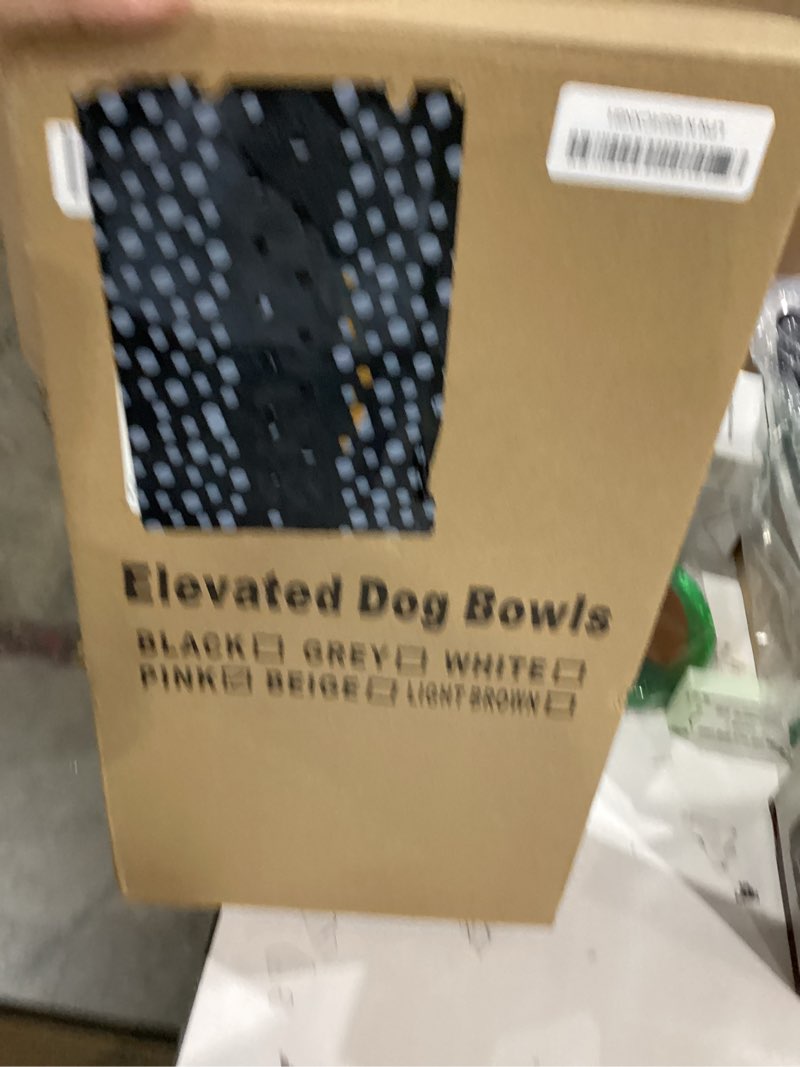 Elevated Dog Bowls
BLACK☐ GREY☐ WHITE☐
PINK☑ BEIGE☐ LIGHT BROWN☐